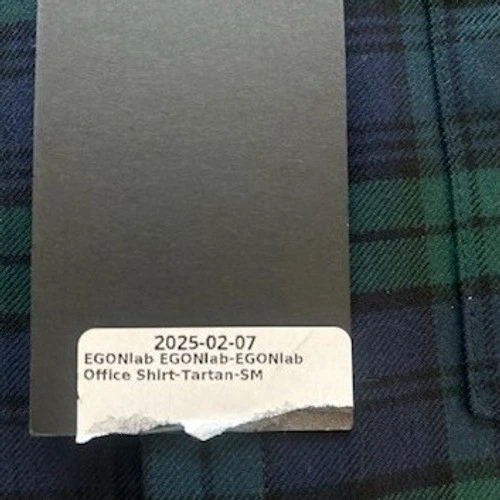 2025-02-07
EGONlab EGONlab-EGONlab
Office Shirt-Tartan-SM